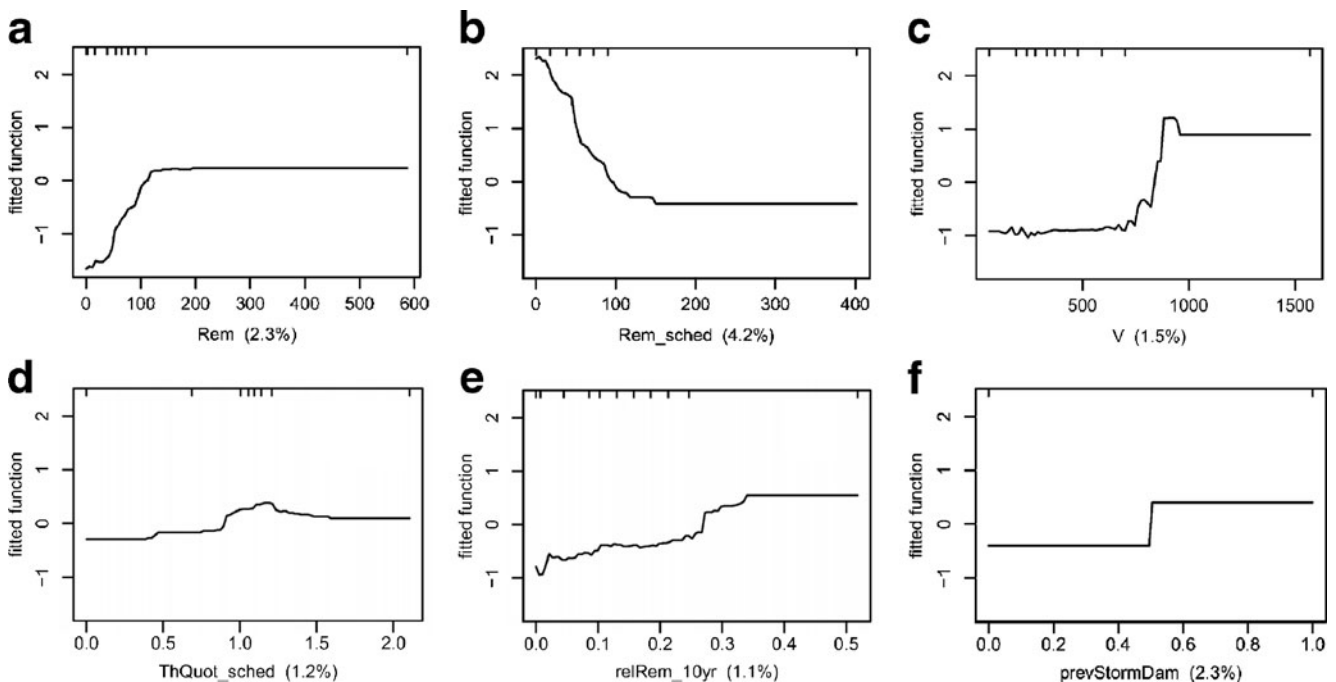 a
fitted function
2
1
0
−1
0 100 200 300 400 500 600
Rem (2.3%)
b
fitted function
2
1
0
−1
0 100 200 300 400
Rem_sched (4.2%)
c
fitted function
2
1
0
−1
500 1000 1500
V (1.5%)
d
fitted function
2
1
0
−1
0.0 0.5 1.0 1.5 2.0
ThQuot_sched (1.2%)
e
fitted function
2
1
0
−1
0.0 0.1 0.2 0.3 0.4 0.5
relRem_10yr (1.1%)
f
fitted function
2
1
0
−1
0.0 0.2 0.4 0.6 0.8 1.0
prevStormDam (2.3%)